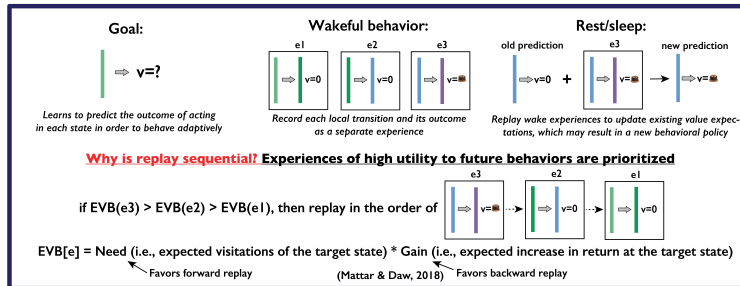 Goal:
Wakeful behavior:
Rest/sleep:
v=?
e1
v=0
e2
v=0
e3
v=
old prediction
v=0
+
e3
v=
new prediction
v=
Learns to predict the outcome of acting
in each state in order to behave adaptively
Record each local transition and its outcome
as a separate experience
Replay wake experiences to update existing value expec-
tations, which may result in a new behavioral policy
Why is replay sequential? Experiences of high utility to future behaviors are prioritized
if EVB(e3) > EVB(e2) > EVB(e1), then replay in the order of
e3
v=
e2
v=0
e1
v=0
EVB[e] = Need (i.e., expected visitations of the target state) * Gain (i.e., expected increase in return at the target state)
Favors forward replay
(Mattar & Daw, 2018)
Favors backward replay